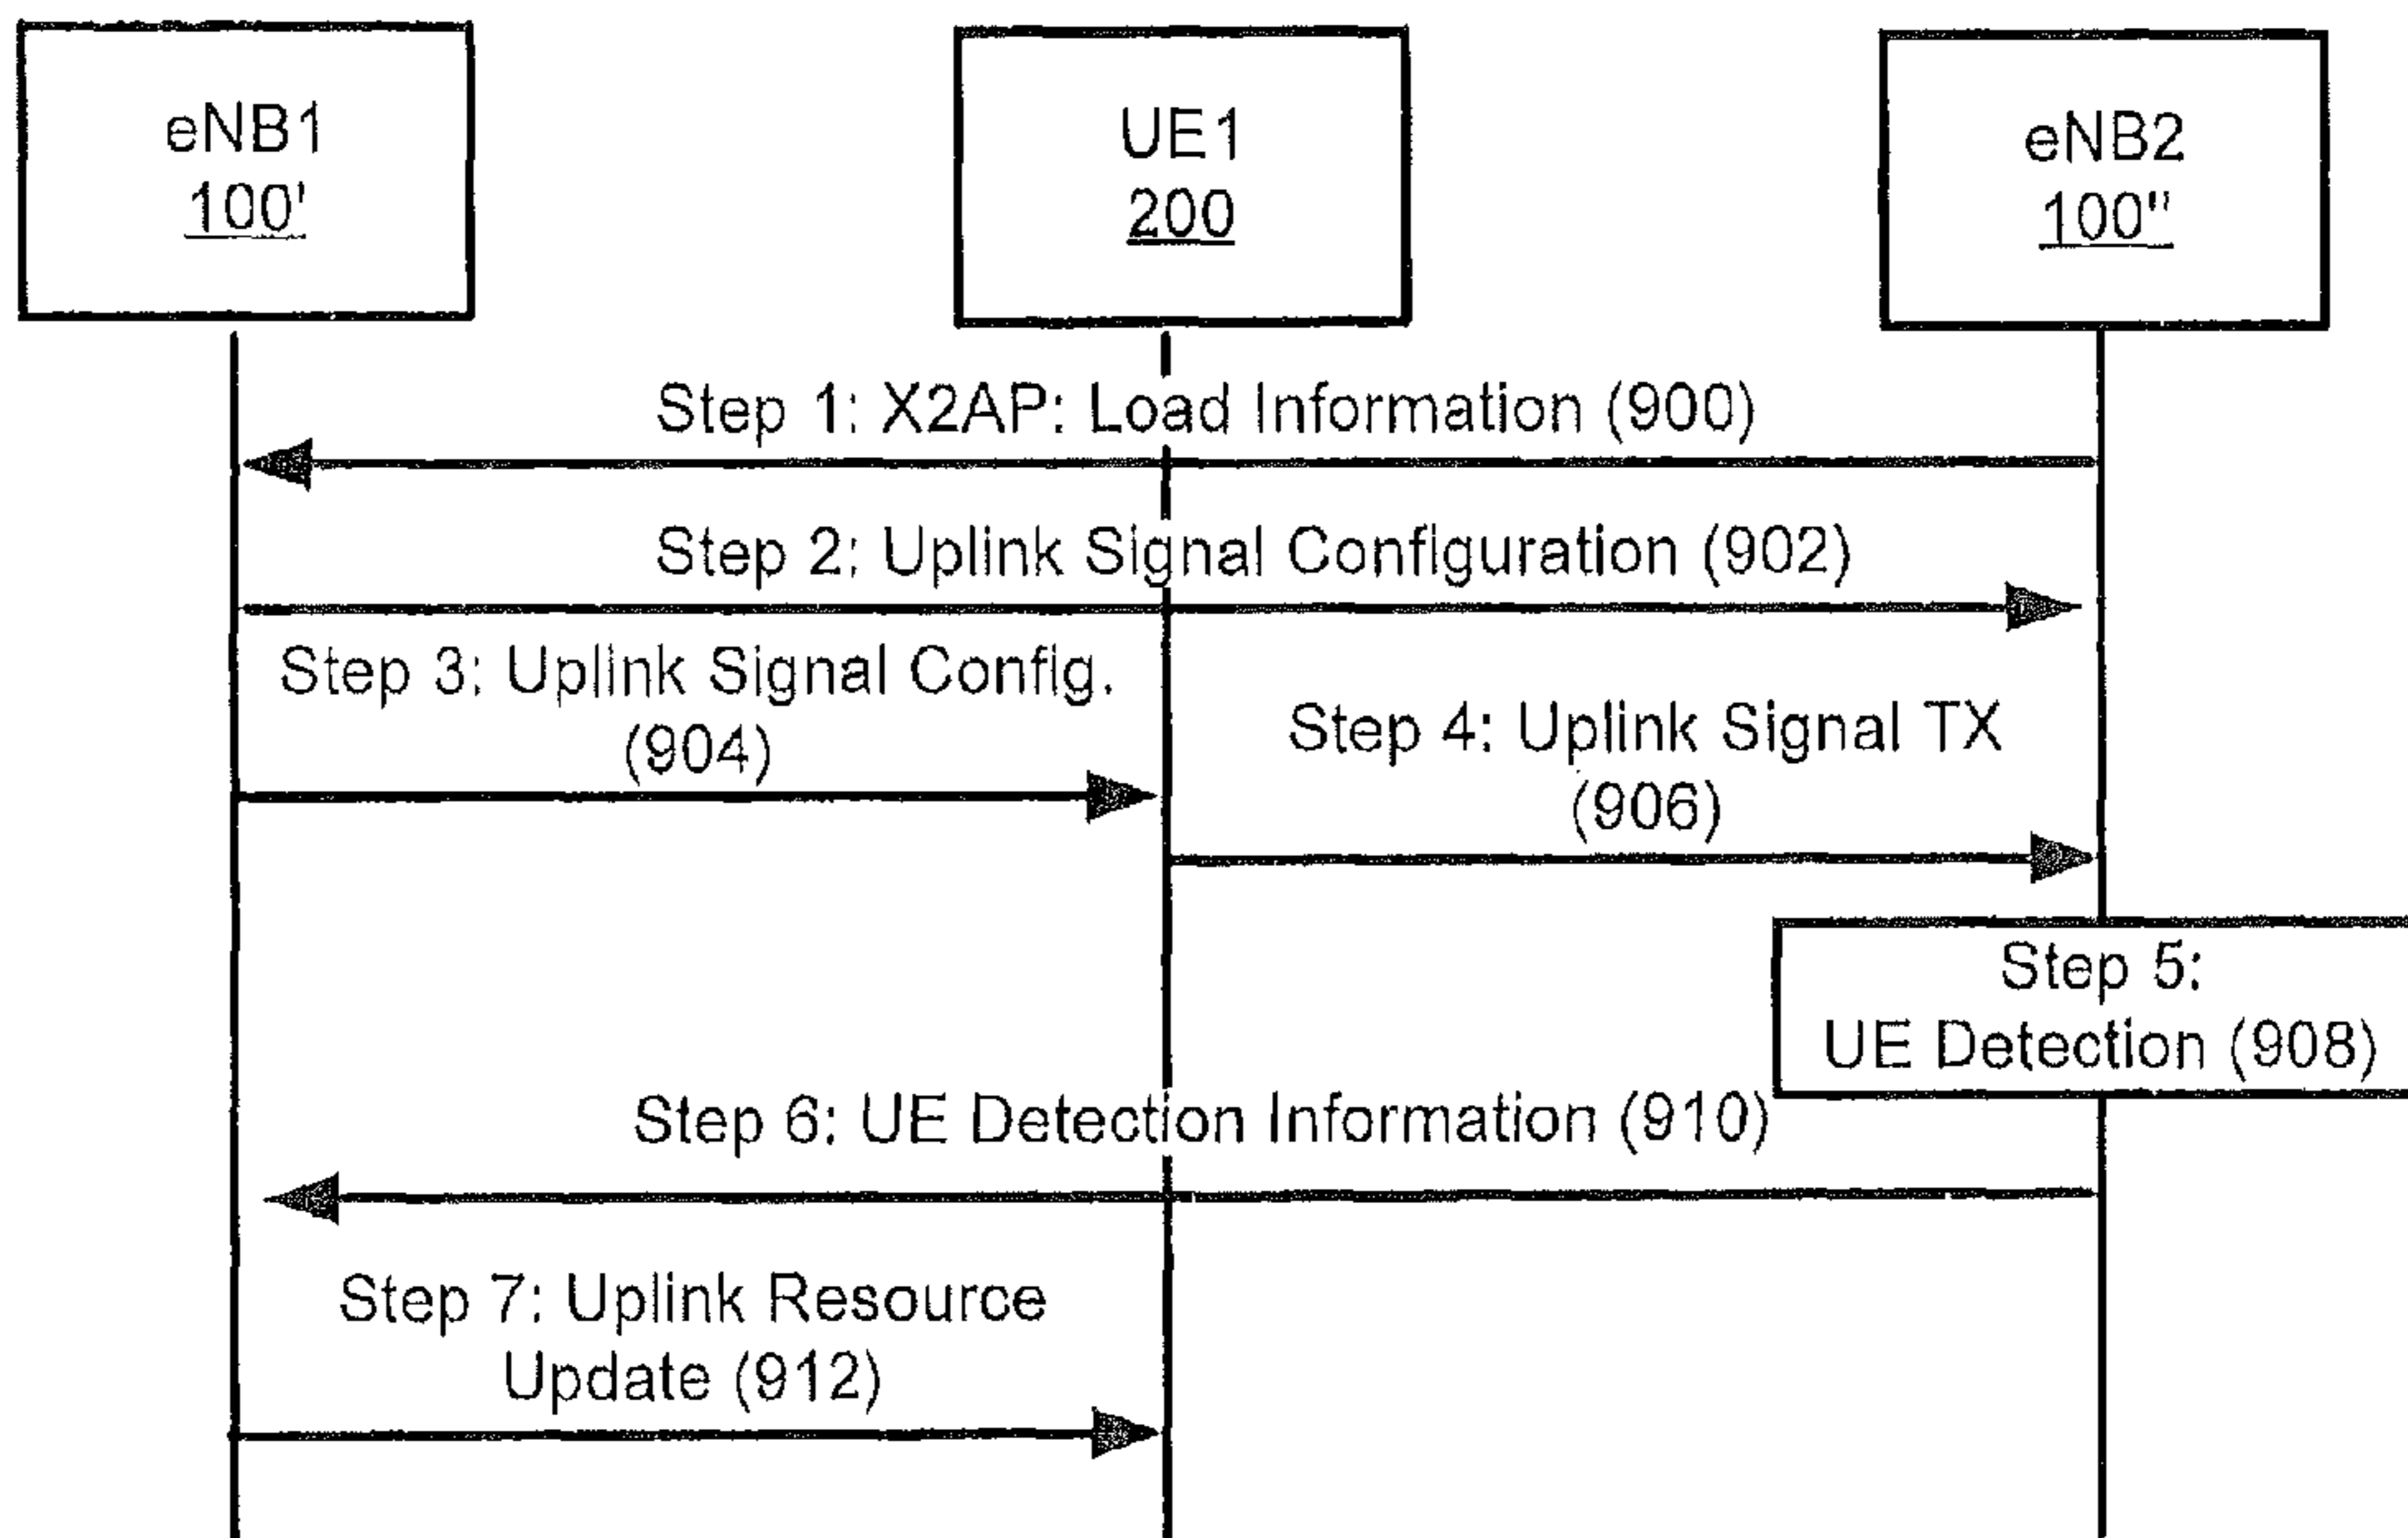 eNB1
100'
UE1
200
eNB2
100"
Step 1: X2AP: Load Information (900)
Step 2: Uplink Signal Configuration (902)
Step 3: Uplink Signal Config.
(904)
Step 4: Uplink Signal TX
(906)
Step 5:
UE Detection (908)
Step 6: UE Detection Information (910)
Step 7: Uplink Resource
Update (912)